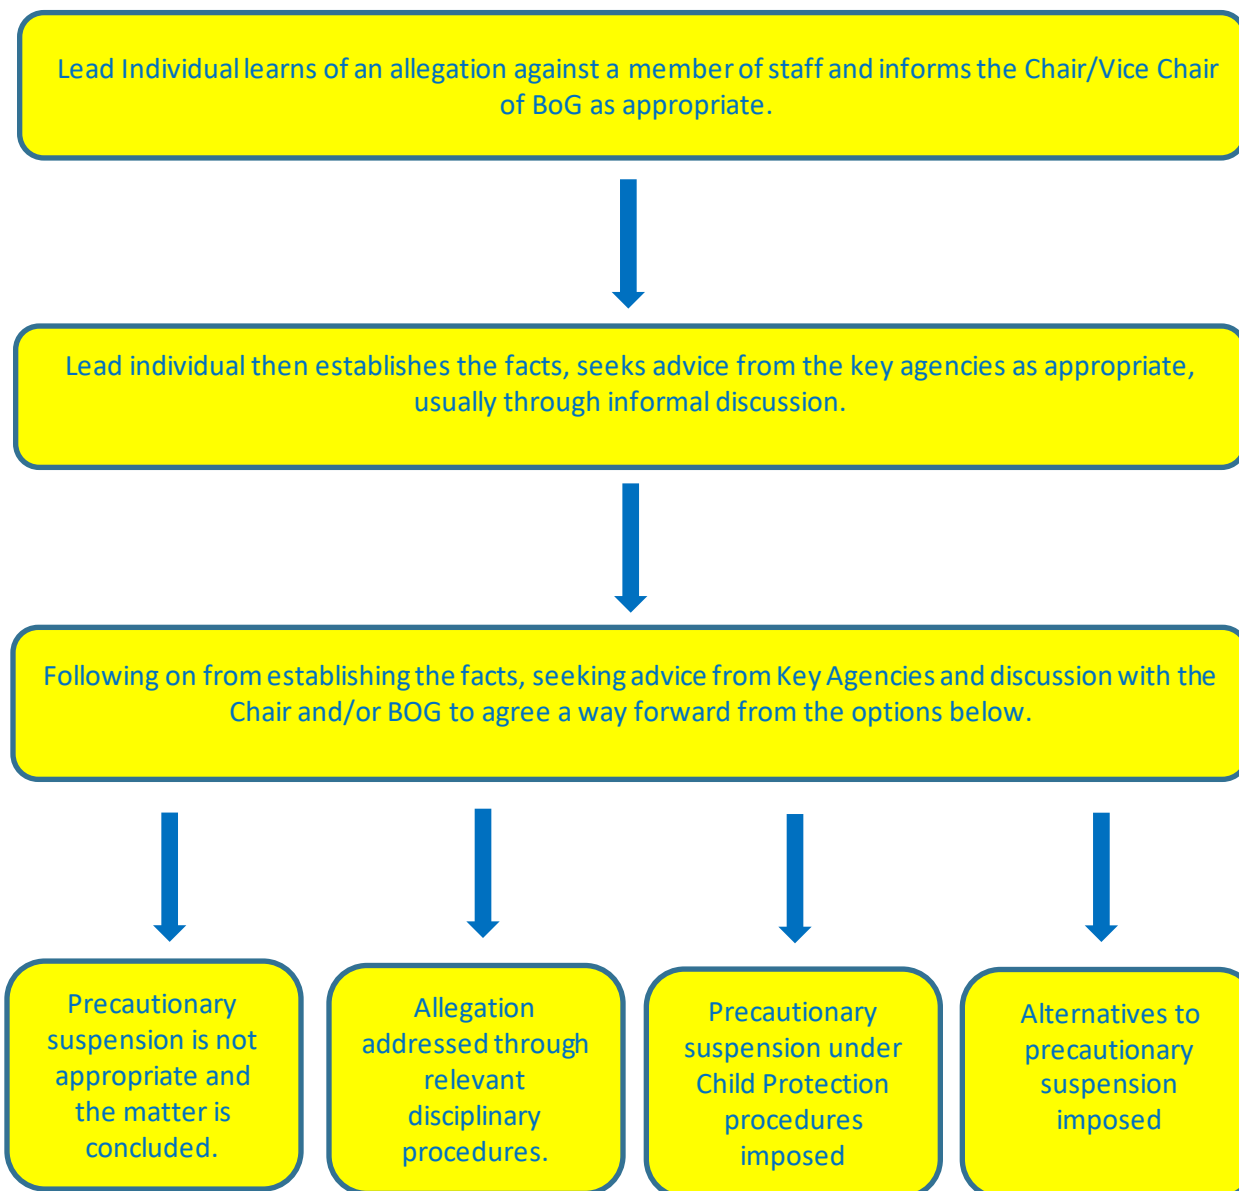 Lead Individual learns of an allegation against a member of staff and informs the Chair/Vice Chair
of BoG as appropriate.
Lead individual then establishes the facts, seeks advice from the key agencies as appropriate,
usually through informal discussion.
Following on from establishing the facts, seeking advice from Key Agencies and discussion with the
Chair and/or BOG to agree a way forward from the options below.
Precautionary
suspension is not
appropriate and
the matter is
concluded.
Allegation
addressed through
relevant
disciplinary
procedures.
Precautionary
suspension under
Child Protection
procedures
imposed
Alternatives to
precautionary
suspension
imposed